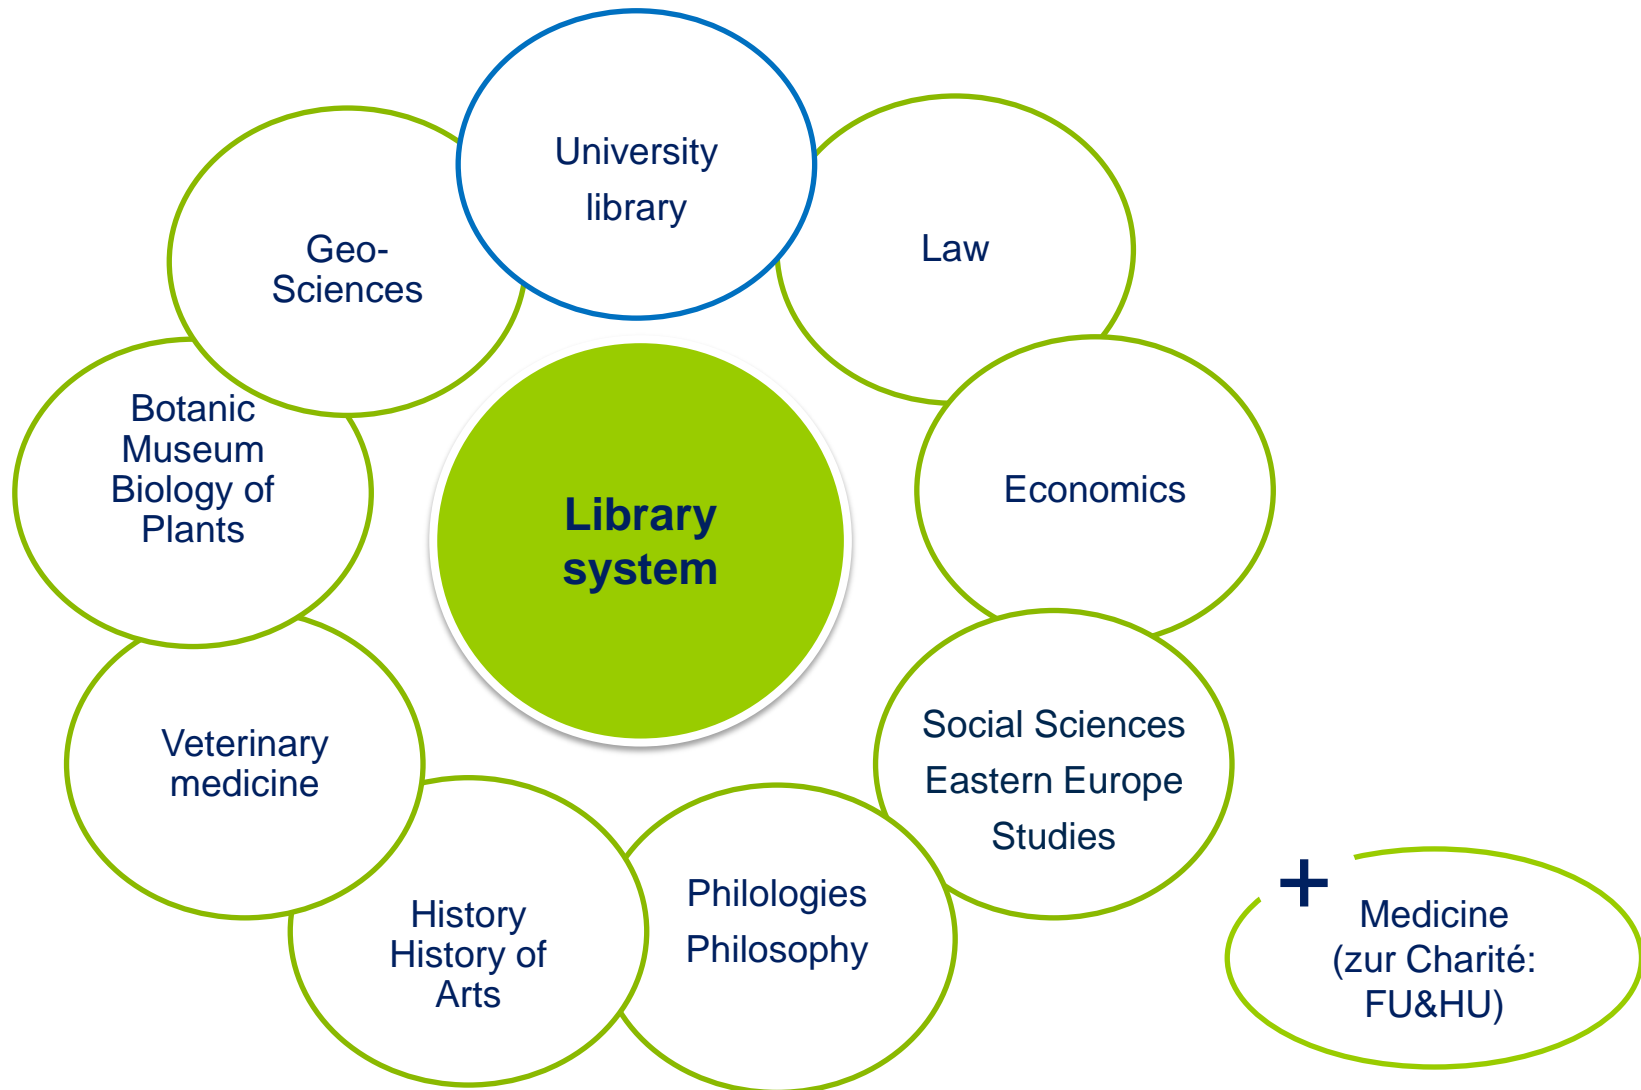 University
library
Law
Economics
Social Sciences
Eastern Europe
Studies
Philologies
Philosophy
History
History of
Arts
Veterinary
medicine
Botanic
Museum
Biology of
Plants
Geo-
Sciences
Library
system
+
Medicine
(zur Charité:
FU&HU)